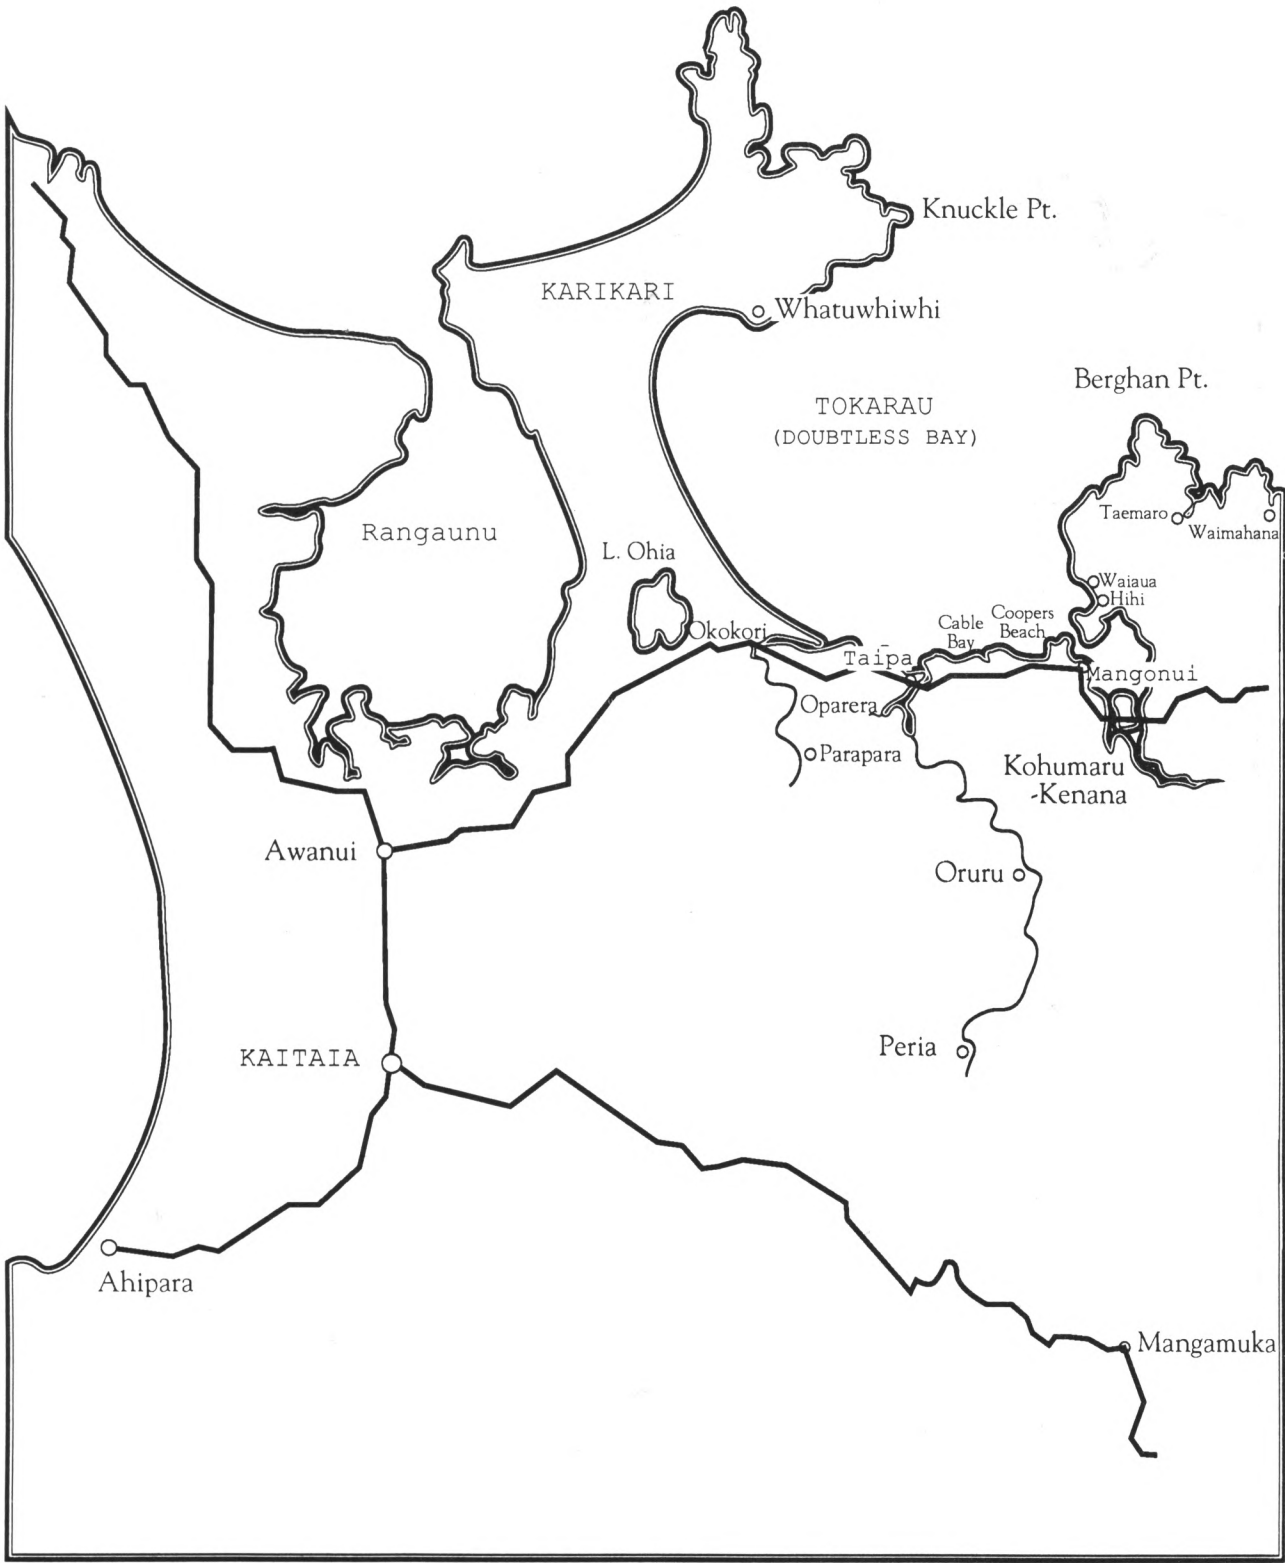 Knuckle Pt.
KARIKARI
Whatuwhiwhi
Berghan Pt.
TOKARAU
(DOUBTLESS BAY)
Taemaro
Waimahana
Rangaunu
L. Ohia
Waiaua
Hihi
Okokori
Cable
Bay
Coopers
Beach
Taīpa
Mangonui
Oparera
Parapara
Kohumaru
-Kenana
Awanui
Oruru
Peria
KAITAIA
Ahipara
Mangamuka